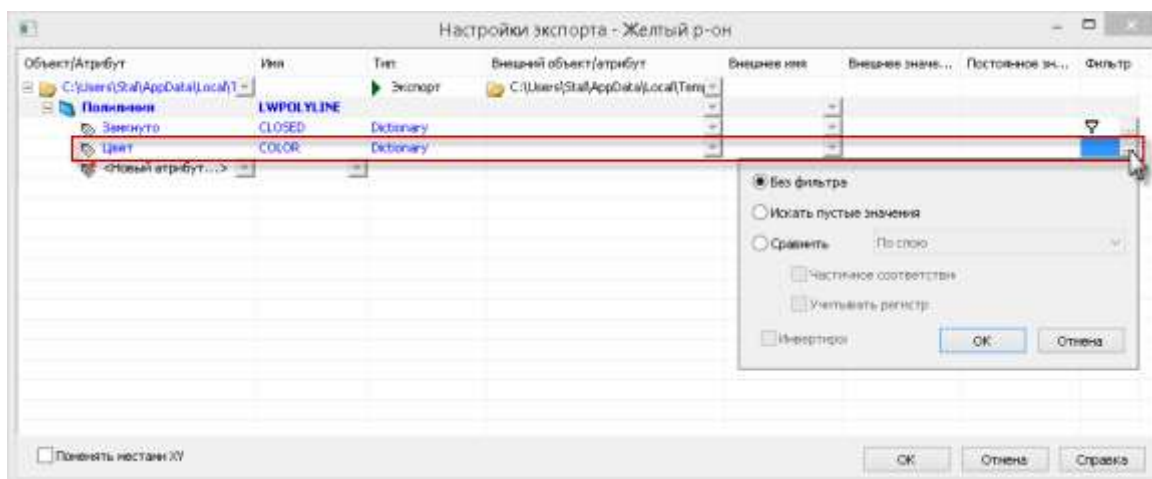 Настройки экспорта - Желтый р-он
Объект/Атрибут Имя Тип Внешний объект/атрибут Внешнее имя Внешнее значе... Постоянное зн... Фильтр
C:\Users\Stal\AppData\Local\T Экспорт C:\Users\Stal\AppData\Local\Temp
Полилинии LWPOLYLINE
Замкнуто CLOSED Dictionary
Цвет COLOR Dictionary
<Новый атрибут...>
Без фильтра
Искать пустые значения
Сравнить По слою
Частичное соответстви
Учитывать регистр
Инвертиров
OK Отмена
Поменять местами XY
OK Отмена Справка